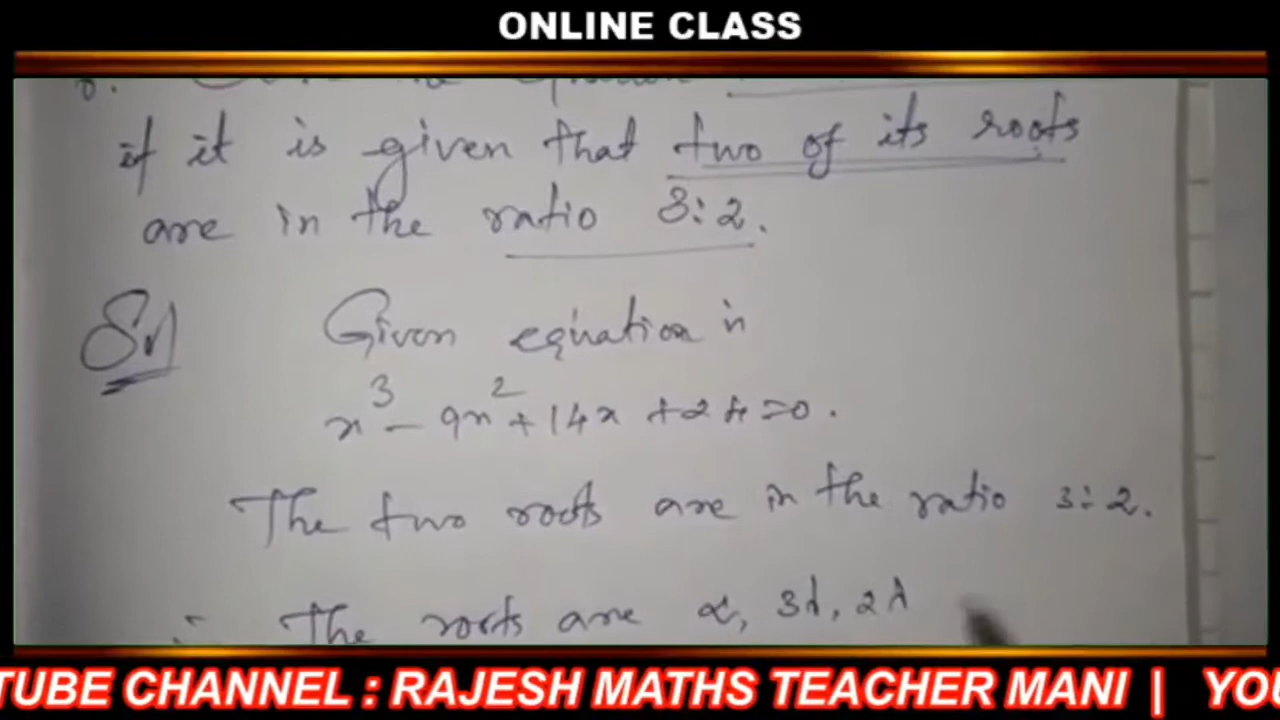 ONLINE CLASS
if it is given that two of its roots
are in the ratio 3:2.
Sol
Given equation is
x³ - 9x² + 14x + 24 = 0.
The two roots are in the ratio 3:2.
∴ The roots are α, 3λ, 2λ
TUBE CHANNEL : RAJESH MATHS TEACHER MANI | YOU